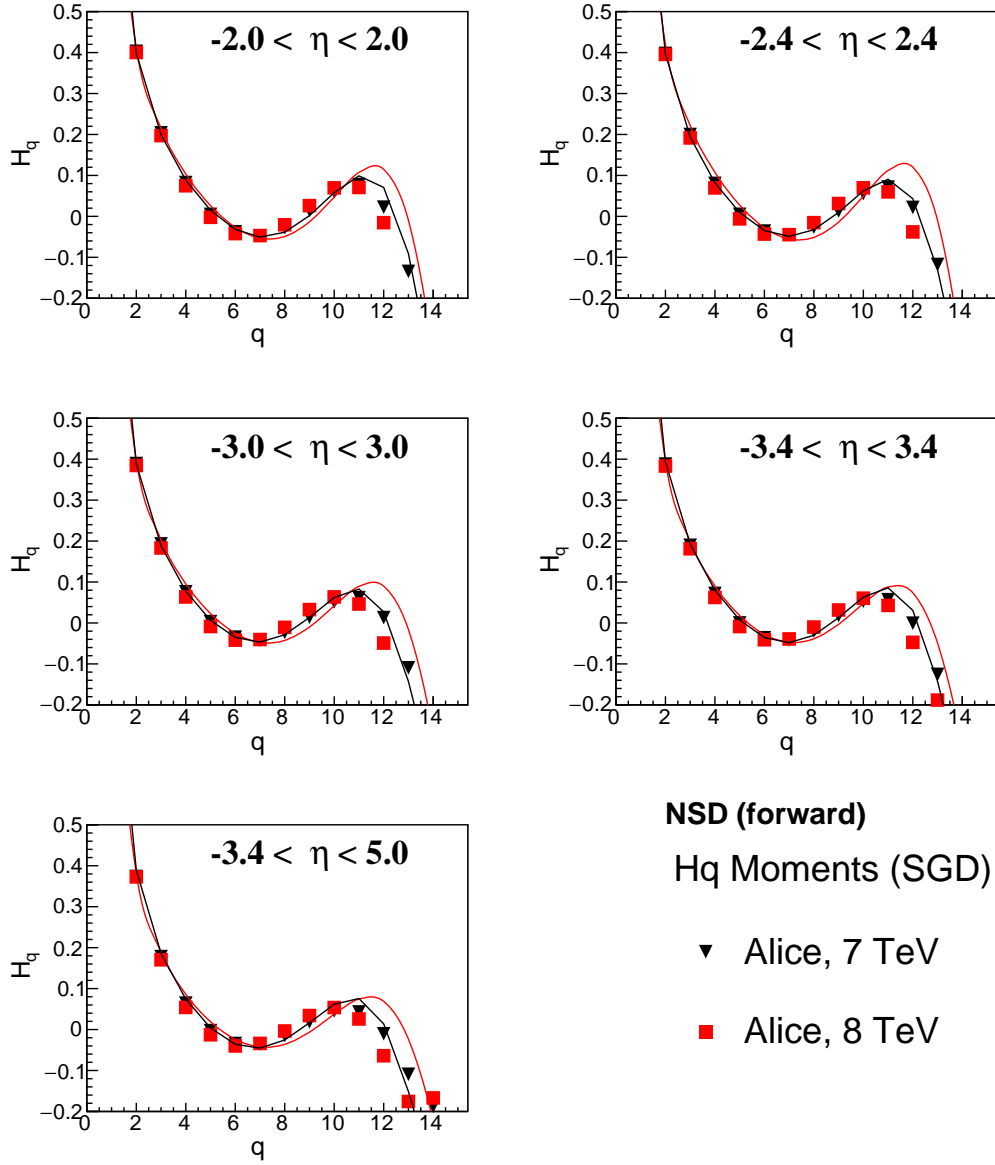 -2.0 < η < 2.0
H_q
0.5
0.4
0.3
0.2
0.1
0
−0.1
−0.2
0 2 4 6 8 10 12 14
q
-2.4 < η < 2.4
H_q
0.5
0.4
0.3
0.2
0.1
0
−0.1
−0.2
0 2 4 6 8 10 12 14
q
-3.0 < η < 3.0
H_q
0.5
0.4
0.3
0.2
0.1
0
−0.1
−0.2
0 2 4 6 8 10 12 14
q
-3.4 < η < 3.4
H_q
0.5
0.4
0.3
0.2
0.1
0
−0.1
−0.2
0 2 4 6 8 10 12 14
q
-3.4 < η < 5.0
H_q
0.5
0.4
0.3
0.2
0.1
0
−0.1
−0.2
0 2 4 6 8 10 12 14
q
NSD (forward)
Hq Moments (SGD)
Alice, 7 TeV
Alice, 8 TeV